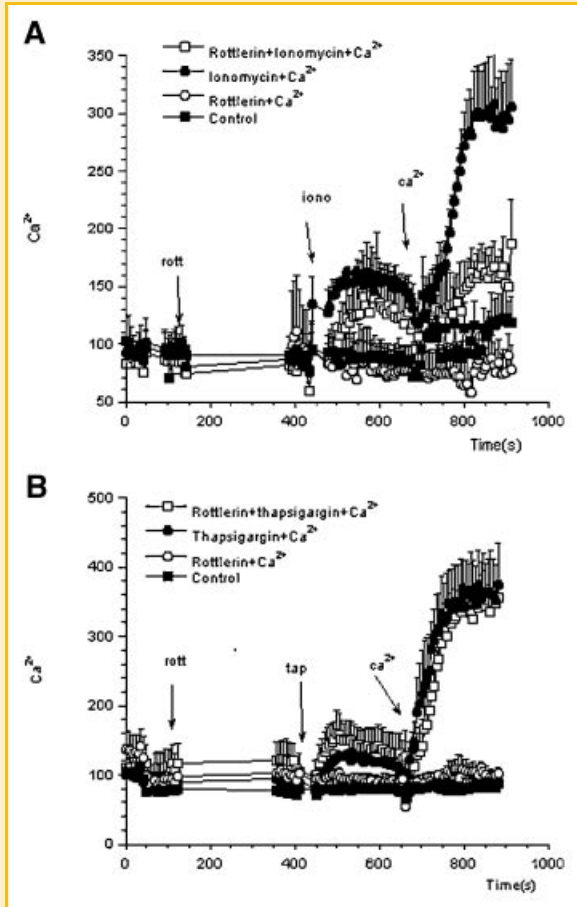 A
350
300
250
200
150
100
50
Ca²⁺
Rottlerin+Ionomycin+Ca²⁺
Ionomycin+Ca²⁺
Rottlerin+Ca²⁺
Control
rott
iono
ca²⁺
0 200 400 600 800 1000
Time(s)
B
500
400
300
200
100
0
Ca²⁺
Rottlerin+thapsigargin+Ca²⁺
Thapsigargin+Ca²⁺
Rottlerin+Ca²⁺
Control
rott
tap
ca²⁺
0 200 400 600 800 1000
Time(s)